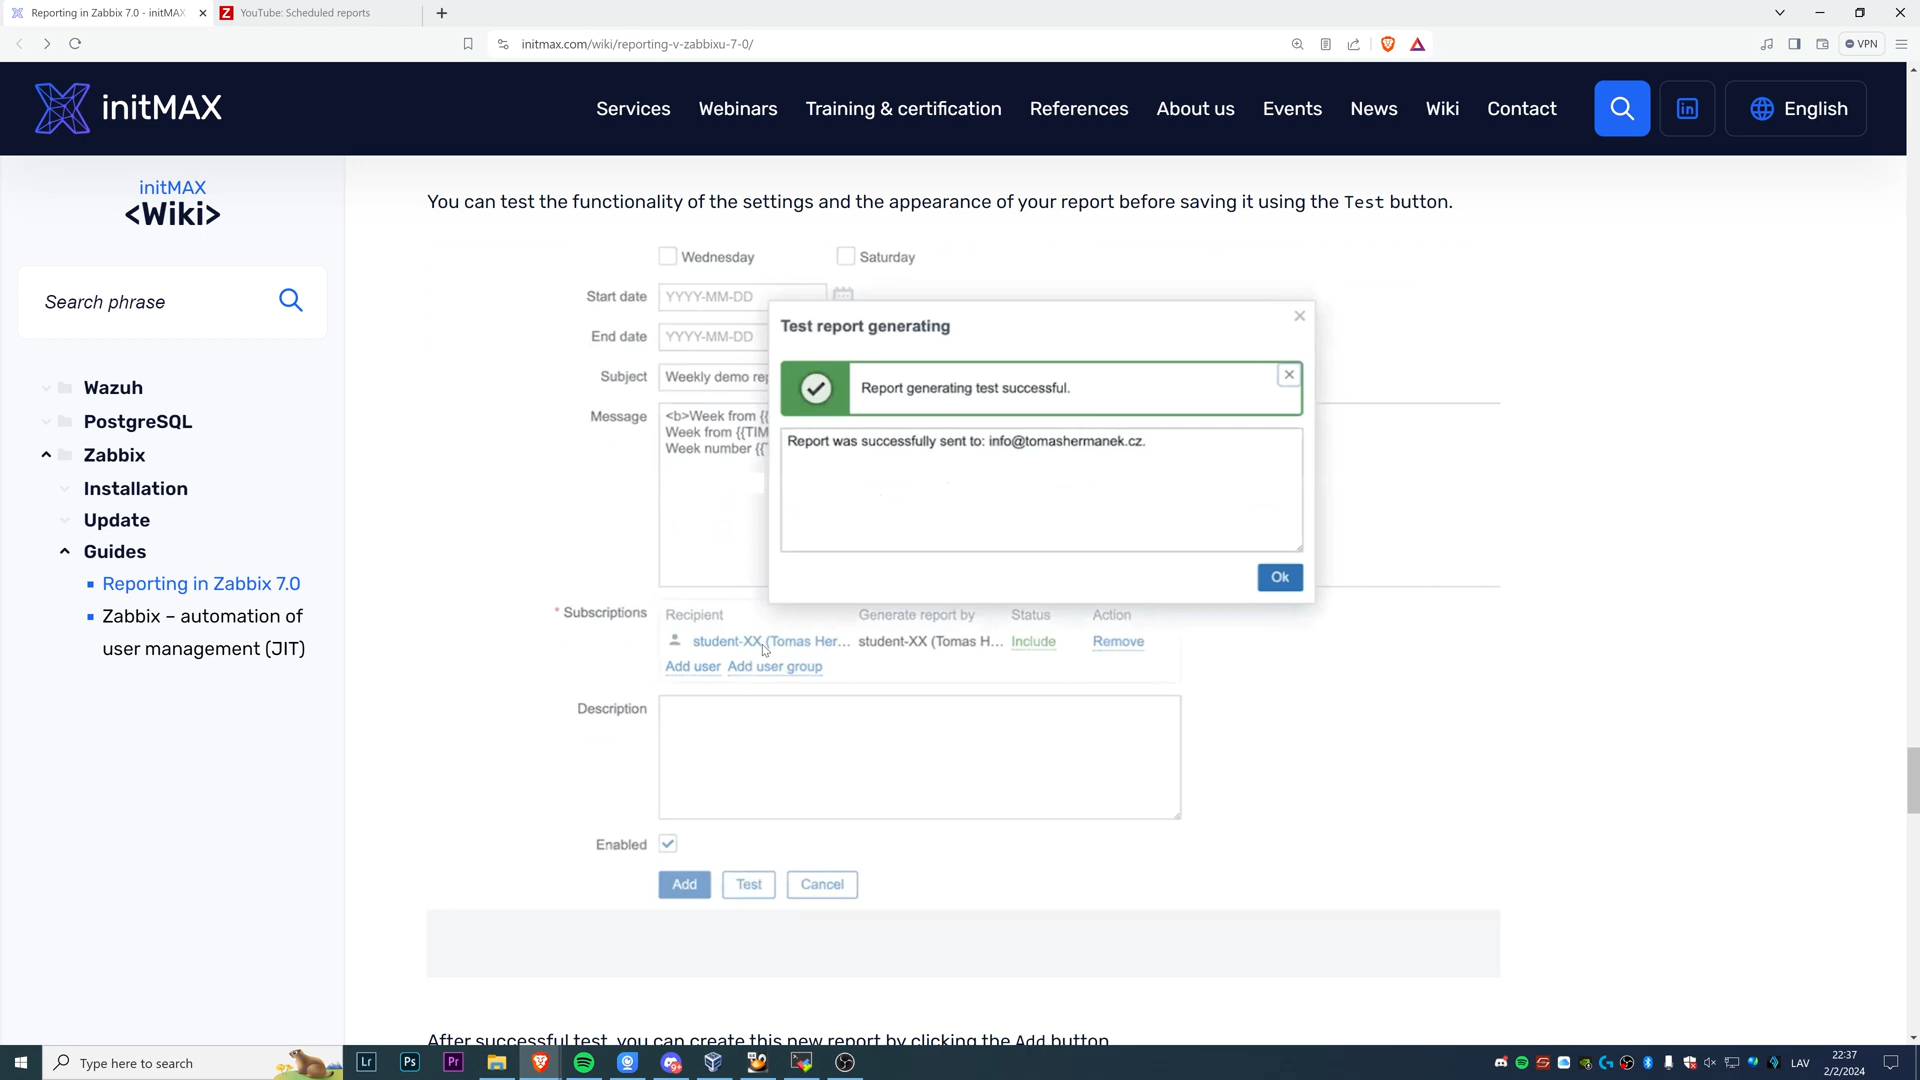 Reporting in Zabbix 7.0 - initMAX
YouTube: Scheduled reports
initmax.com/wiki/reporting-v-zabbixu-7-0/
VPN
initMAX
Services
Webinars
Training & certification
References
About us
Events
News
Wiki
Contact
English
initMAX
<Wiki>
Search phrase
Wazuh
PostgreSQL
Zabbix
Installation
Update
Guides
Reporting in Zabbix 7.0
Zabbix – automation of
user management (JIT)
You can test the functionality of the settings and the appearance of your report before saving it using the Test button.
Wednesday
Saturday
Start date
YYYY-MM-DD
End date
YYYY-MM-DD
Subject
Weekly demo rep
Message
<b>Week from {{
Week from {{TIM
Week number {{
Test report generating
Report generating test successful.
Report was successfully sent to: info@tomashermanek.cz.
Ok
* Subscriptions
Recipient
Generate report by
Status
Action
student-XX (Tomas Her...
student-XX (Tomas H...
Include
Remove
Add user
Add user group
Description
Enabled
Add
Test
Cancel
After successful test, you can create this new report by clicking the Add button
Type here to search
Lr
Ps
Pr
LAV
22:37
2/2/2024